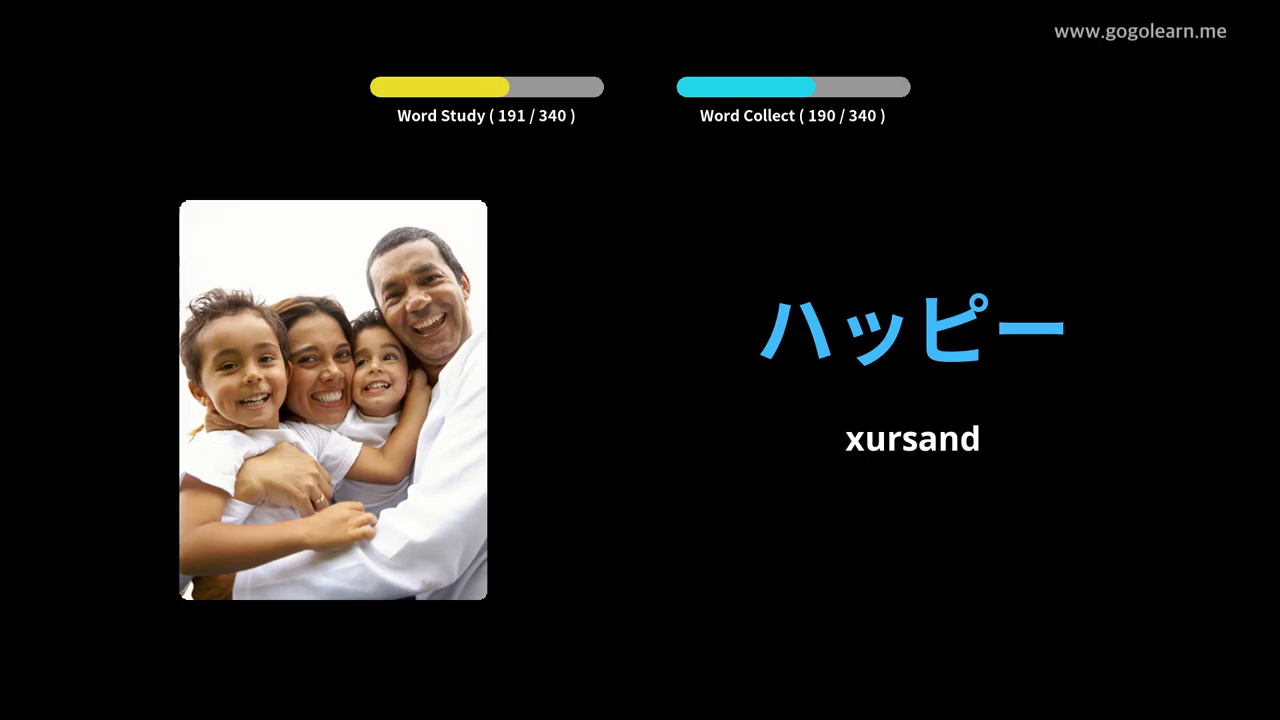 www.gogolearn.me
Word Study ( 191 / 340 )
Word Collect ( 190 / 340 )
ハッピー
xursand